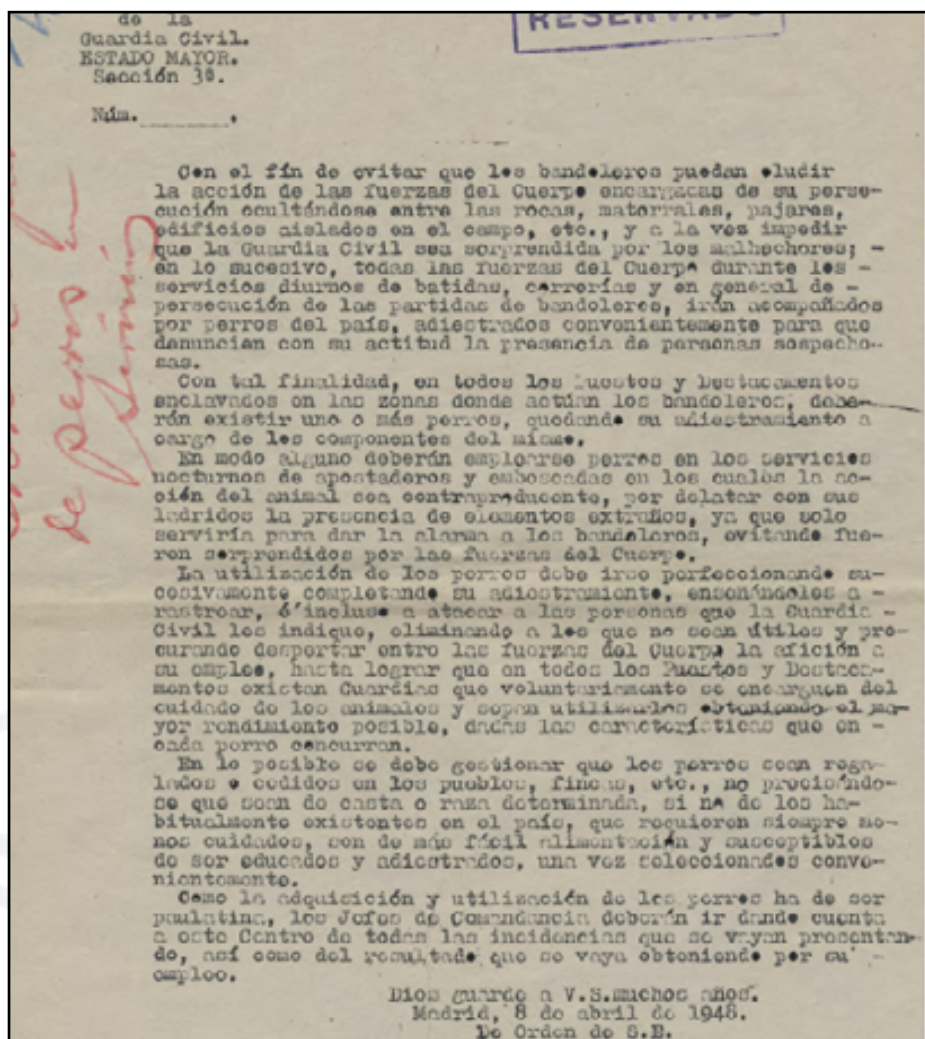 de la
Guardia Civil.
ESTADO MAYOR.
Sección 3ª.
RESERVADO
Núm. ______ .
Con el fín de evitar que los bandoleros puedan eludir
la acción de las fuerzas del Cuerpo encargadas de su perse-
cución ocultándose entre las rocas, matorrales, pajares,
edificios aislados en el campo, etc., y a la vez impedir
que la Guardia Civil sea sorprendida por los malhechores; -
en lo sucesivo, todas las fuerzas del Cuerpo durante los -
servicios diurnos de batidas, correrías y en general de -
persecución de las partidas de bandoleros, irán acompañados
por perros del país, adiestrados convenientemente para que
denuncien con su actitud la presencia de personas sospecho-
sas.
Con tal finalidad, en todos los Puestos y Destacamentos
enclavados en las zonas donde actúan los bandoleros, debe-
rán existir uno o más perros, quedando su adiestramiento a
cargo de los componentes del mismo.
En modo alguno deberán emplearse perros en los servicios
nocturnos de apostaderos y emboscadas en los cuales la ac-
ción del animal sea contraproducente, por delatar con sus
ladridos la presencia de elementos extraños, ya que solo
serviría para dar la alarma a los bandoleros, evitando fue-
ren sorprendidos por las fuerzas del Cuerpo.
La utilización de los perros debe irse perfeccionando su-
cesivamente completando su adiestramiento, enseñándoles a -
rastrear, é incluso a atacar a las personas que la Guardia -
Civil les indique, eliminando a los que no sean útiles y pro-
curando despertar entre las fuerzas del Cuerpo la afición a
su empleo, hasta lograr que en todos los Puestos y Destaca-
mentos existan Guardias que voluntariamente se encarguen del
cuidado de los animales y sepan utilizarlos obteniendo el ma-
yor rendimiento posible, dadas las características que en -
cada perro concurran.
En lo posible se debe gestionar que los perros sean rega-
lados o cedidos en los pueblos, fincas, etc., no precisándo-
se que sean de casta o raza determinada, si no de los ha-
bitualmente existentes en el país, que requieren siempre me-
nos cuidados, son de más fácil alimentación y susceptibles
de ser educados y adiestrados, una vez seleccionados conve-
nientemente.
Como la adquisición y utilización de los perros ha de ser
paulatina, los Jefes de Comandancia deberán ir dando cuenta
a este Centro de todas las incidencias que se vayan presentan-
do, así como del resultado que se vaya obteniendo por su -
empleo.
Dios guarde a V.S.muchos años.
Madrid, 8 de abril de 1948.
De Orden de S.E.
de perros en